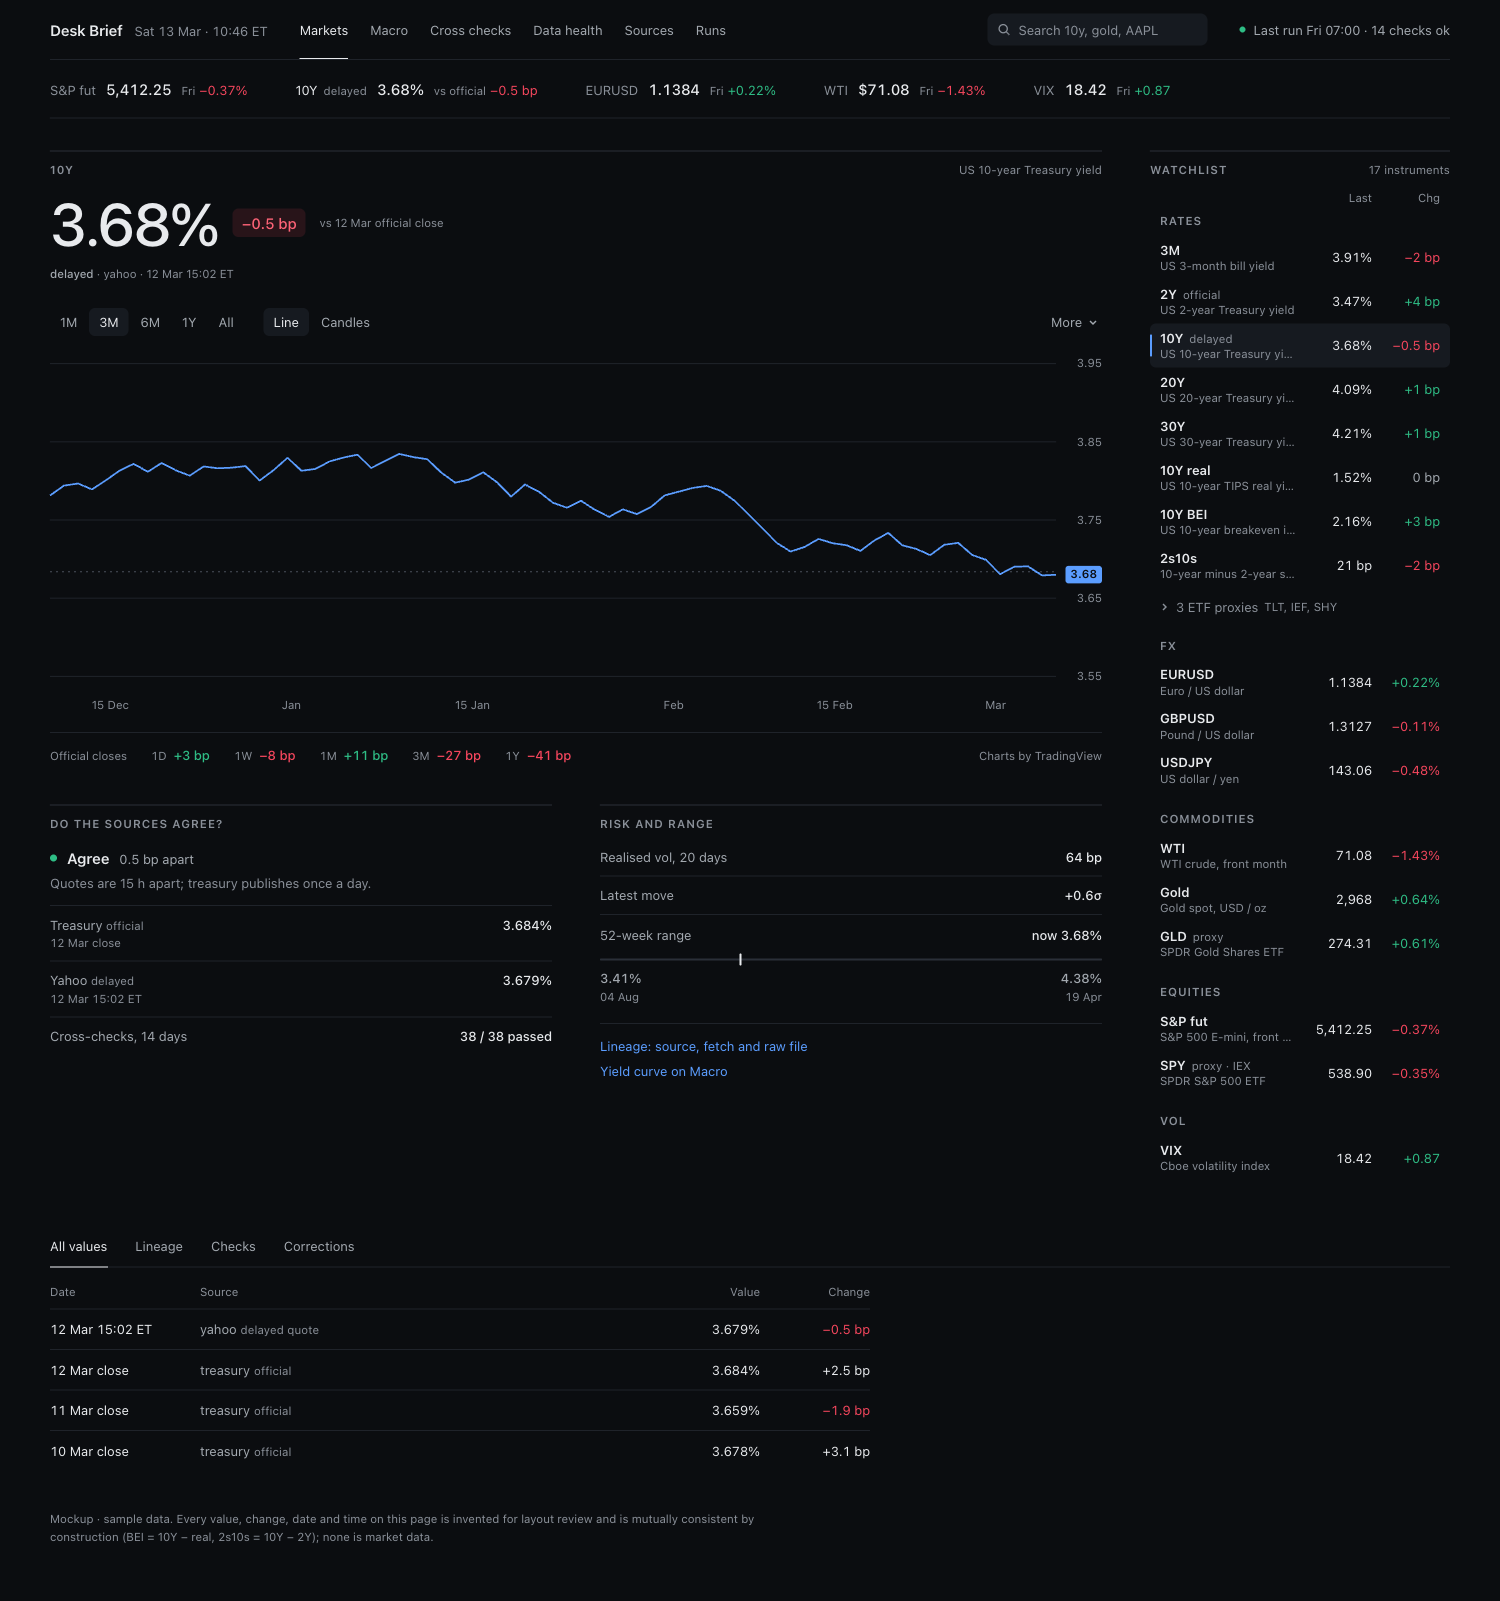 Desk Brief Sat 13 Mar · 10:46 ET Markets Macro Cross checks Data health Sources Runs Search 10y, gold, AAPL Last run Fri 07:00 · 14 checks ok
S&P fut 5,412.25 Fri −0.37% 10Y delayed 3.68% vs official −0.5 bp EURUSD 1.1384 Fri +0.22% WTI $71.08 Fri −1.43% VIX 18.42 Fri +0.87
10Y US 10-year Treasury yield
3.68% −0.5 bp vs 12 Mar official close
delayed · yahoo · 12 Mar 15:02 ET
1M 3M 6M 1Y All Line Candles More
3.95
3.85
3.75
3.68
3.65
3.55
15 Dec Jan 15 Jan Feb 15 Feb Mar
Official closes 1D +3 bp 1W −8 bp 1M +11 bp 3M −27 bp 1Y −41 bp Charts by TradingView
DO THE SOURCES AGREE?
Agree 0.5 bp apart
Quotes are 15 h apart; treasury publishes once a day.
Treasury official 3.684%
12 Mar close
Yahoo delayed 3.679%
12 Mar 15:02 ET
Cross-checks, 14 days 38 / 38 passed
RISK AND RANGE
Realised vol, 20 days 64 bp
Latest move +0.6σ
52-week range now 3.68%
3.41% 4.38%
04 Aug 19 Apr
Lineage: source, fetch and raw file
Yield curve on Macro
WATCHLIST 17 instruments
Last Chg
RATES
3M 3.91% −2 bp
US 3-month bill yield
2Y official 3.47% +4 bp
US 2-year Treasury yield
10Y delayed 3.68% −0.5 bp
US 10-year Treasury yi...
20Y 4.09% +1 bp
US 20-year Treasury yi...
30Y 4.21% +1 bp
US 30-year Treasury yi...
10Y real 1.52% 0 bp
US 10-year TIPS real yi...
10Y BEI 2.16% +3 bp
US 10-year breakeven i...
2s10s 21 bp −2 bp
10-year minus 2-year s...
3 ETF proxies TLT, IEF, SHY
FX
EURUSD 1.1384 +0.22%
Euro / US dollar
GBPUSD 1.3127 −0.11%
Pound / US dollar
USDJPY 143.06 −0.48%
US dollar / yen
COMMODITIES
WTI 71.08 −1.43%
WTI crude, front month
Gold 2,968 +0.64%
Gold spot, USD / oz
GLD proxy 274.31 +0.61%
SPDR Gold Shares ETF
EQUITIES
S&P fut 5,412.25 −0.37%
S&P 500 E-mini, front ...
SPY proxy · IEX 538.90 −0.35%
SPDR S&P 500 ETF
VOL
VIX 18.42 +0.87
Cboe volatility index
All values Lineage Checks Corrections
Date Source Value Change
12 Mar 15:02 ET yahoo delayed quote 3.679% −0.5 bp
12 Mar close treasury official 3.684% +2.5 bp
11 Mar close treasury official 3.659% −1.9 bp
10 Mar close treasury official 3.678% +3.1 bp
Mockup · sample data. Every value, change, date and time on this page is invented for layout review and is mutually consistent by
construction (BEI = 10Y − real, 2s10s = 10Y − 2Y); none is market data.